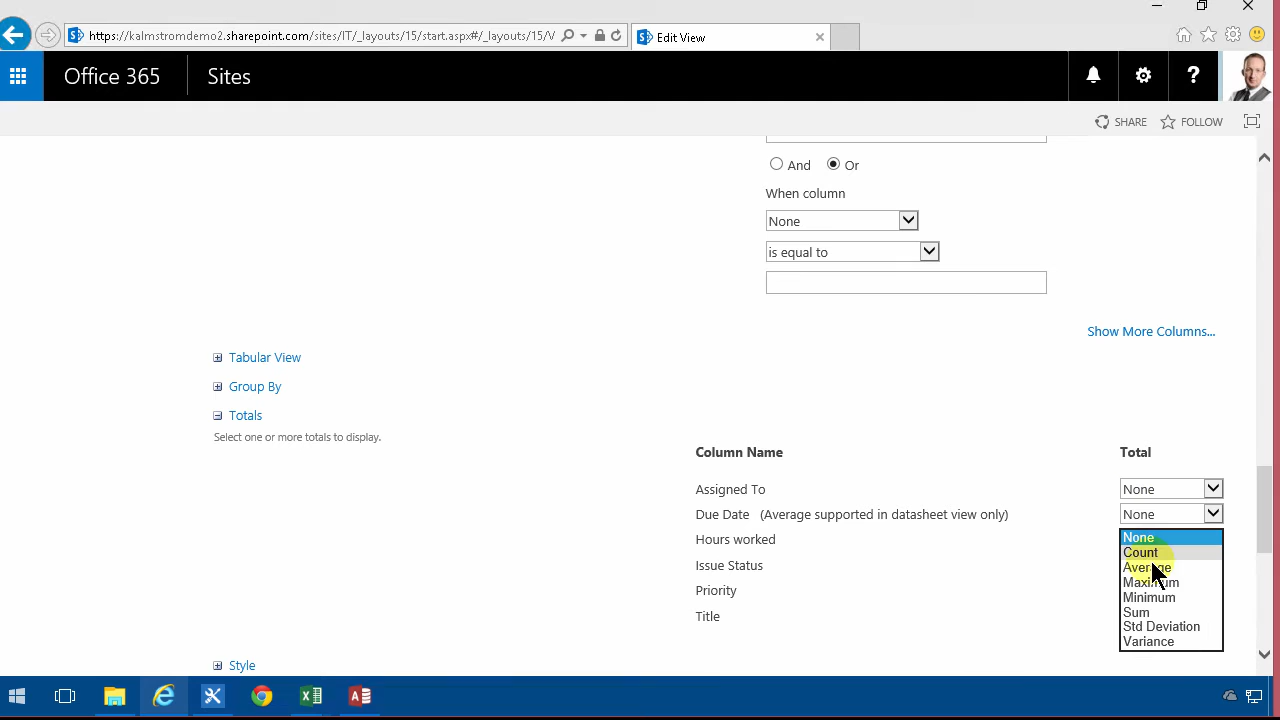 https://kalmstromdemo2.sharepoint.com/sites/IT/_layouts/15/start.aspx#/_layouts/15/V
Edit View
Office 365
Sites
?
SHARE
FOLLOW
And
Or
When column
None
is equal to
Show More Columns...
Tabular View
Group By
Totals
Select one or more totals to display.
Column Name
Total
Assigned To
None
Due Date (Average supported in datasheet view only)
None
Hours worked
None
Count
Issue Status
Average
Maximum
Priority
Minimum
Title
Sum
Std Deviation
Variance
Style